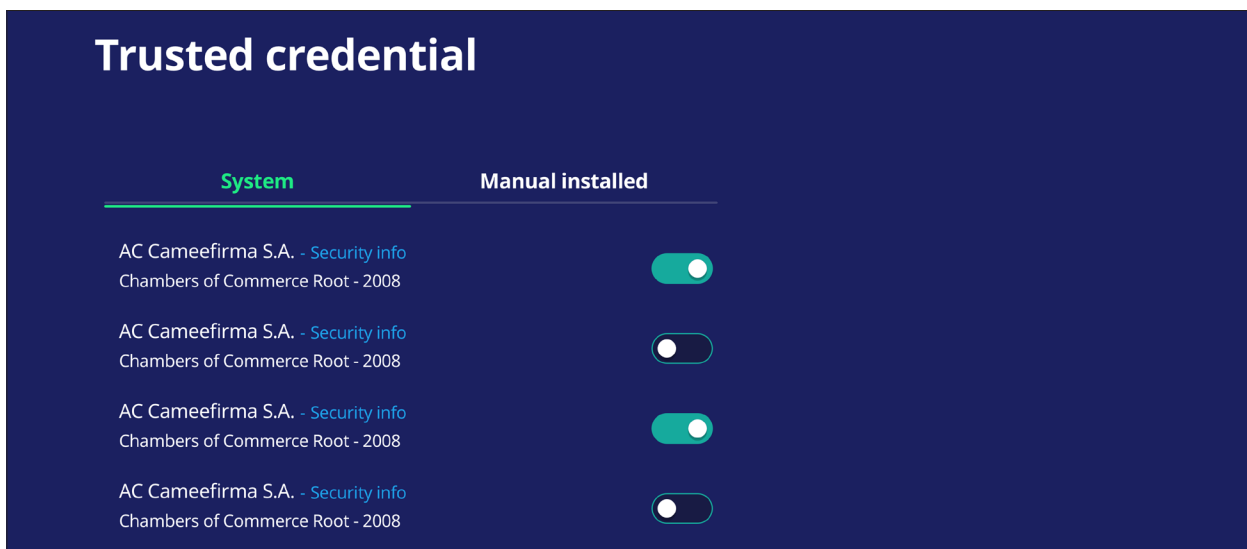 Trusted credential
System
Manual installed
AC Cameefirma S.A. - Security info
Chambers of Commerce Root - 2008
AC Cameefirma S.A. - Security info
Chambers of Commerce Root - 2008
AC Cameefirma S.A. - Security info
Chambers of Commerce Root - 2008
AC Cameefirma S.A. - Security info
Chambers of Commerce Root - 2008